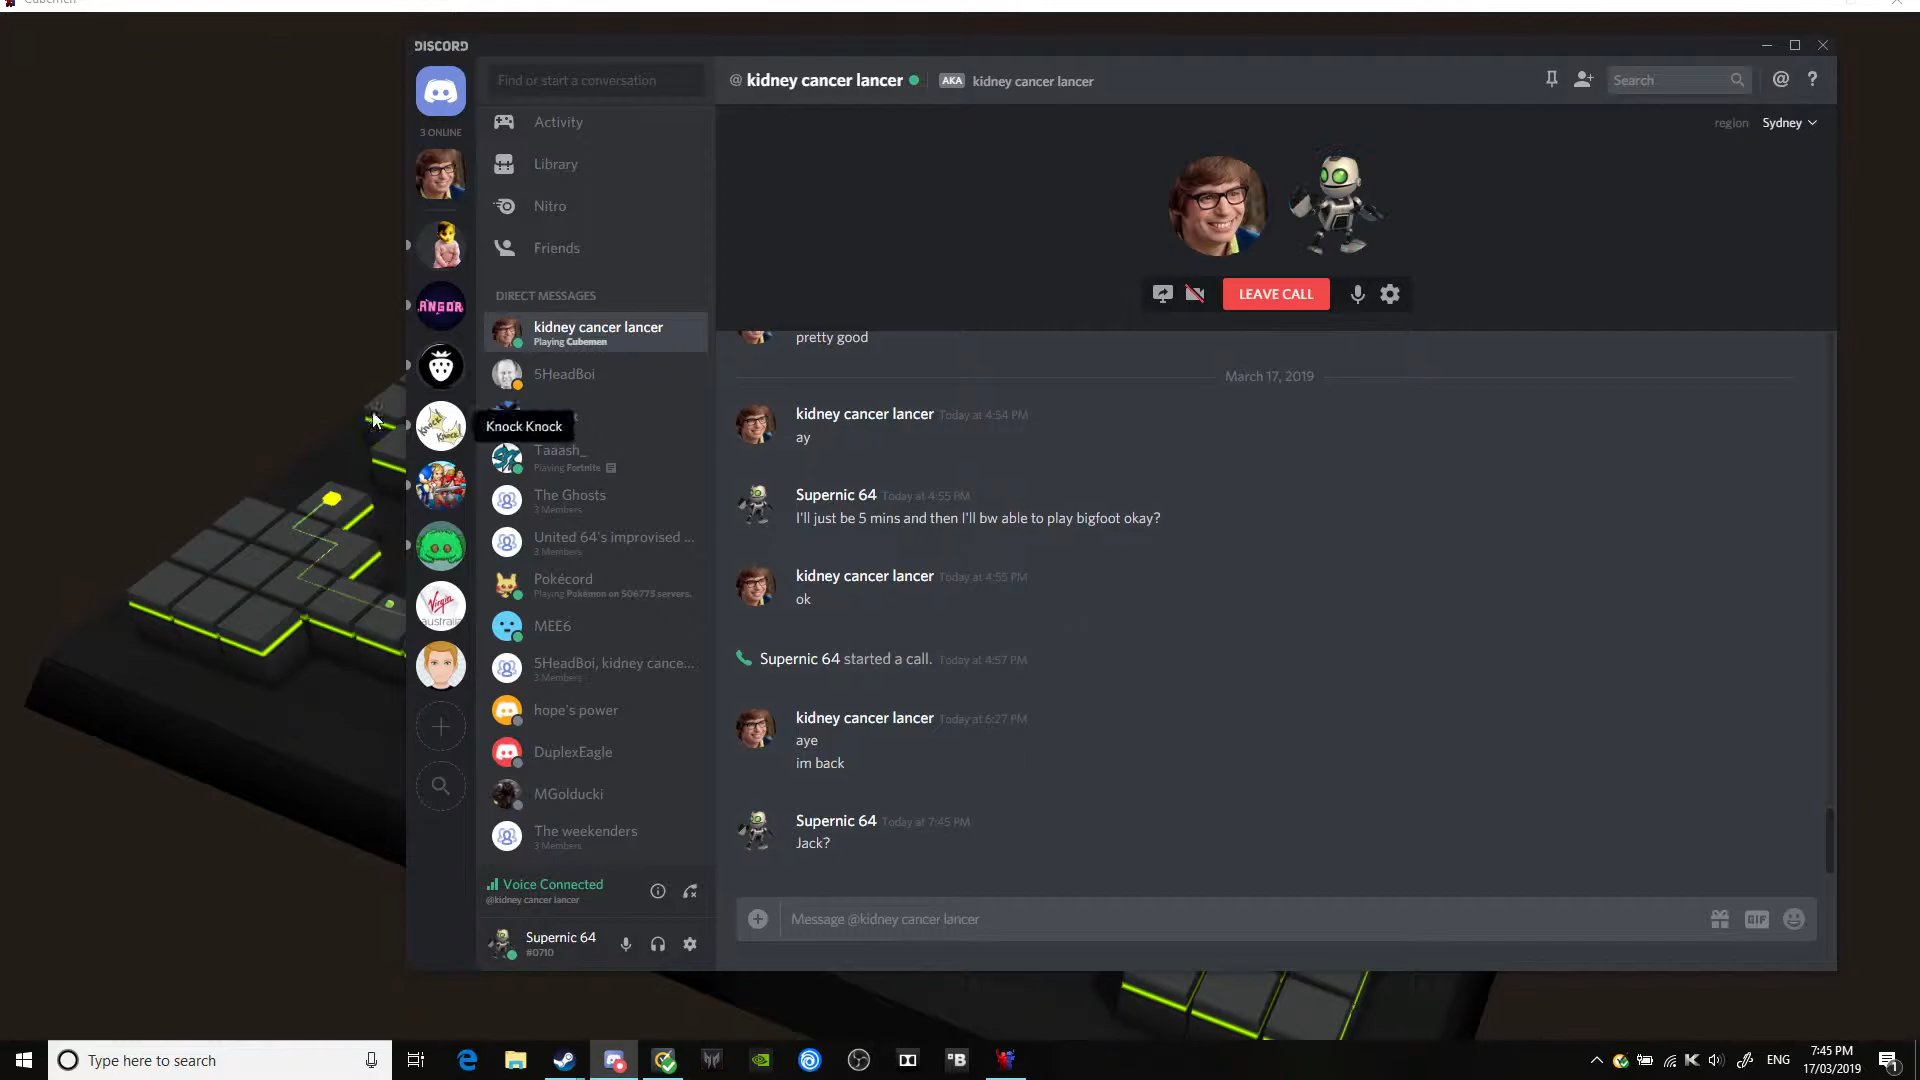 Cubemen
DISCORD
Find or start a conversation
@ kidney cancer lancer
AKA
kidney cancer lancer
Search
@
?
3 ONLINE
Activity
region Sydney
Library
Nitro
Friends
LEAVE CALL
ANGOR
DIRECT MESSAGES
kidney cancer lancer
Playing Cubemen
5HeadBoi
Knock Knock!
Knock Knock
Taaash_
Playing Fortnite
The Ghosts
3 Members
United 64's improvised ...
3 Members
Pokécord
Playing Pokémon on 506775 servers.
Virgin
australia
MEE6
5HeadBoi, kidney cance...
3 Members
hope's power
DuplexEagle
MGolducki
The weekenders
3 Members
Voice Connected
@kidney cancer lancer
Supernic 64
#0710
pretty good
March 17, 2019
kidney cancer lancer Today at 4:54 PM
ay
Supernic 64 Today at 4:55 PM
I'll just be 5 mins and then I'll bw able to play bigfoot okay?
kidney cancer lancer Today at 4:55 PM
ok
Supernic 64 started a call. Today at 4:57 PM
kidney cancer lancer Today at 6:27 PM
aye
im back
Supernic 64 Today at 7:45 PM
Jack?
Message @kidney cancer lancer
GIF
Type here to search
B
ENG
7:45 PM
17/03/2019
1